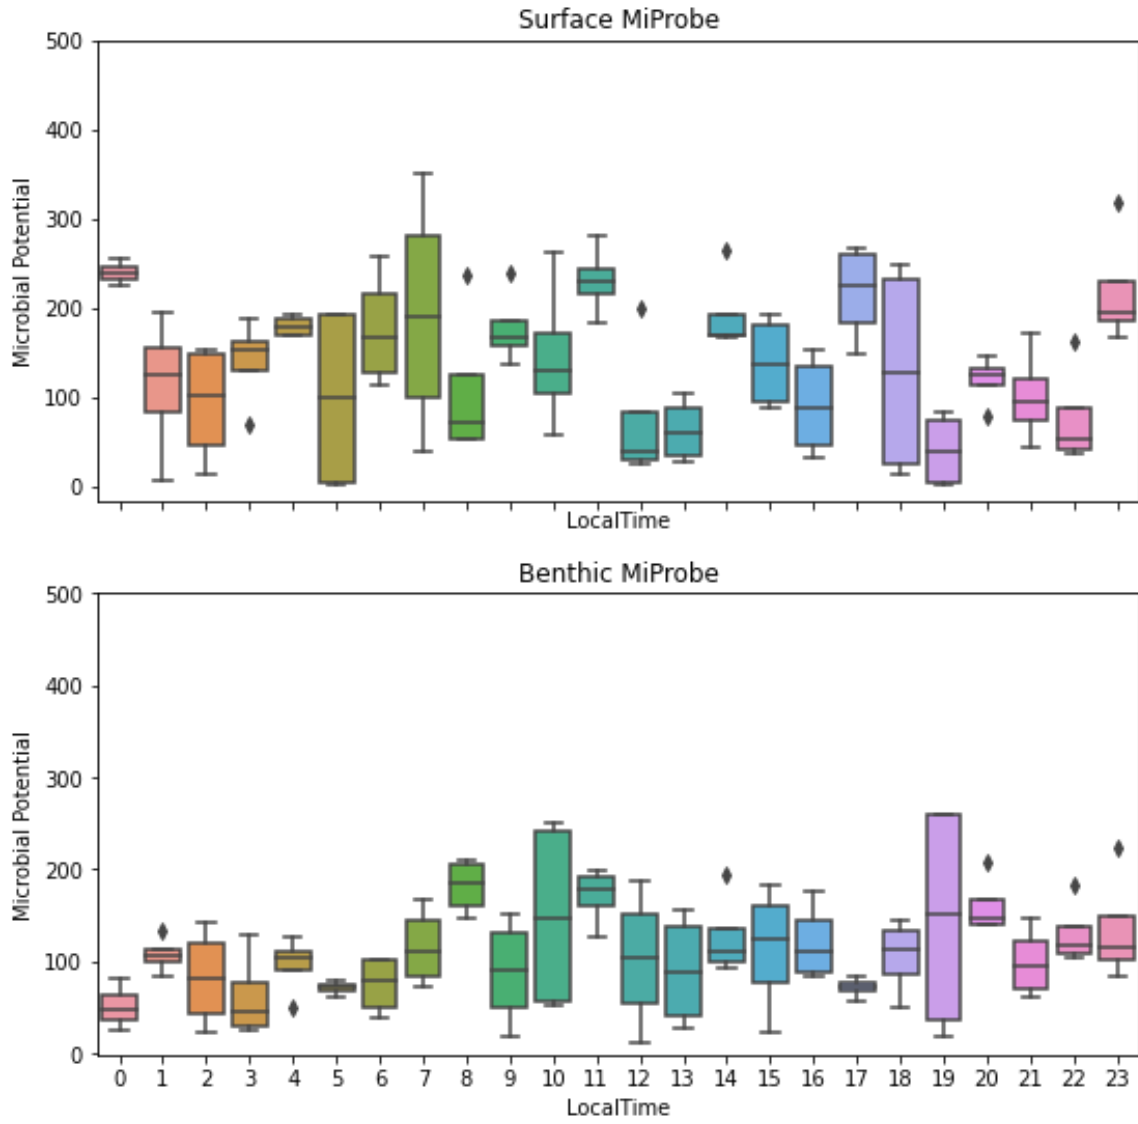 Surface MiProbe
500
400
300
200
100
0
Microbial Potential
LocalTime
Benthic MiProbe
500
400
300
200
100
0
Microbial Potential
0 1 2 3 4 5 6 7 8 9 10 11 12 13 14 15 16 17 18 19 20 21 22 23
LocalTime